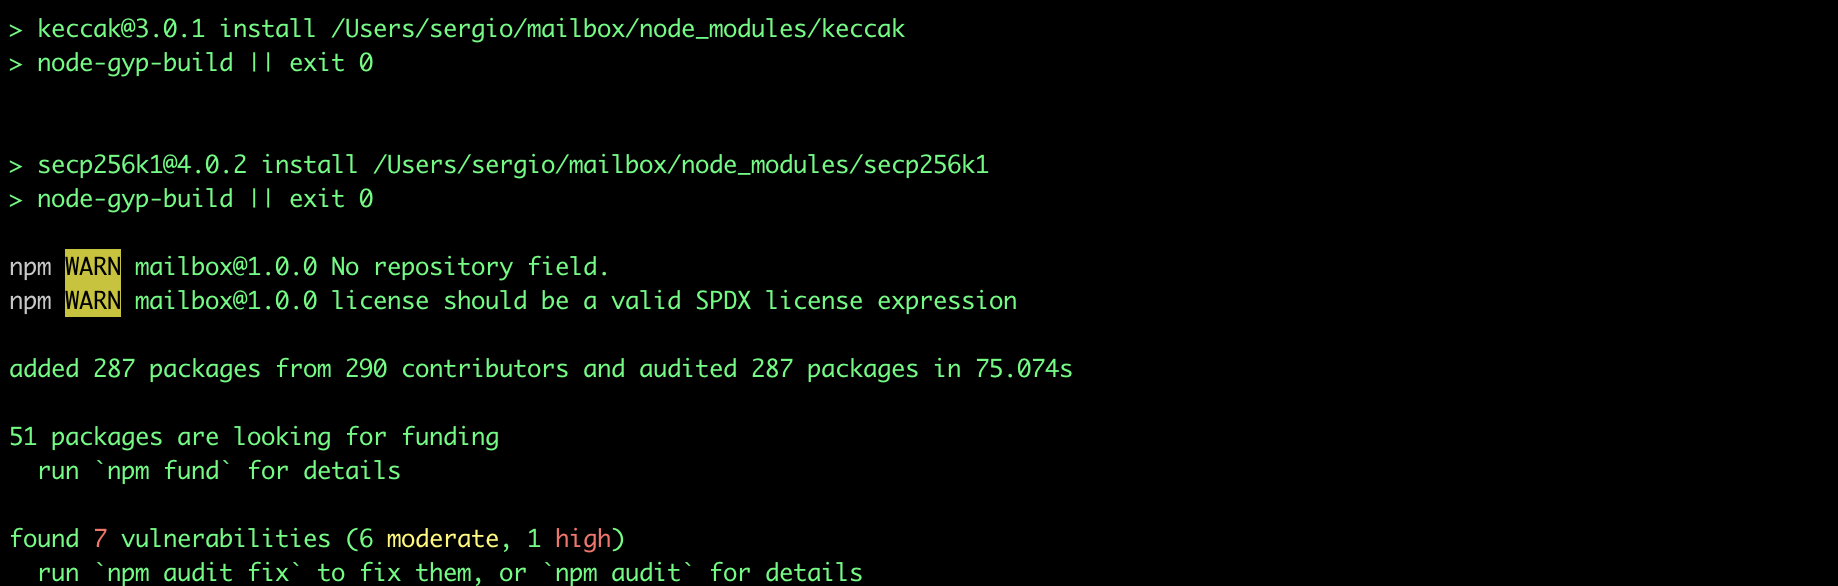 > keccak@3.0.1 install /Users/sergio/mailbox/node_modules/keccak
> node-gyp-build || exit 0
> secp256k1@4.0.2 install /Users/sergio/mailbox/node_modules/secp256k1
> node-gyp-build || exit 0
npm WARN mailbox@1.0.0 No repository field.
npm WARN mailbox@1.0.0 license should be a valid SPDX license expression
added 287 packages from 290 contributors and audited 287 packages in 75.074s
51 packages are looking for funding
  run `npm fund` for details
found 7 vulnerabilities (6 moderate, 1 high)
  run `npm audit fix` to fix them, or `npm audit` for details